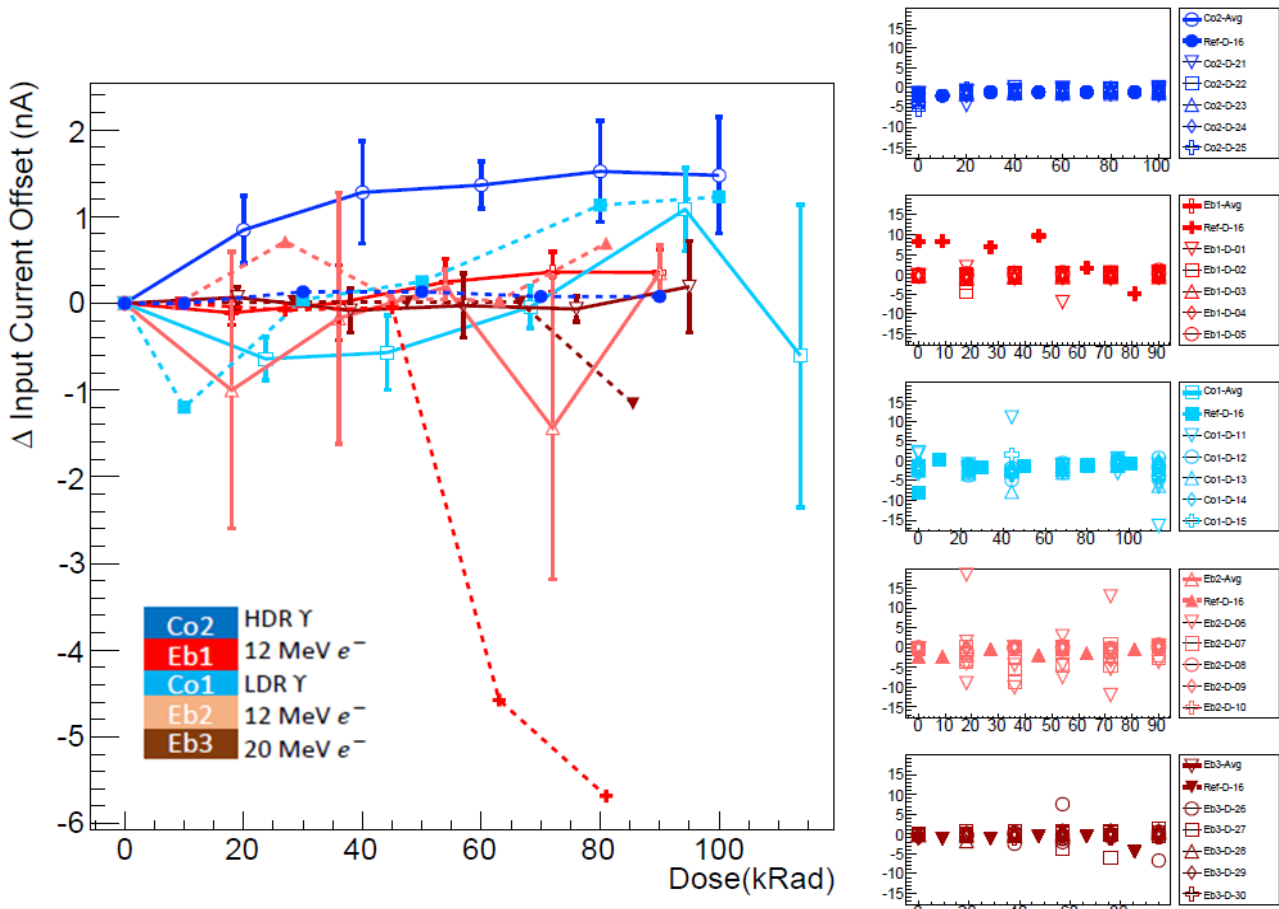 Δ Input Current Offset (nA)
2
1
0
-1
-2
-3
-4
-5
-6
0 20 40 60 80 100
Dose(kRad)
Co2 HDR ϒ
Eb1 12 MeV e⁻
Co1 LDR ϒ
Eb2 12 MeV e⁻
Eb3 20 MeV e⁻
15
10
5
0
-5
-10
-15
0 20 40 60 80 100
Co2-Avg
Ref-D-16
Co2-D-21
Co2-D-22
Co2-D-23
Co2-D-24
Co2-D-25
15
10
5
0
-5
-10
-15
0 10 20 30 40 50 60 70 80 90
Eb1-Avg
Ref-D-16
Eb1-D-01
Eb1-D-02
Eb1-D-03
Eb1-D-04
Eb1-D-05
15
10
5
0
-5
-10
-15
0 20 40 60 80 100
Co1-Avg
Ref-D-16
Co1-D-11
Co1-D-12
Co1-D-13
Co1-D-14
Co1-D-15
15
10
5
0
-5
-10
-15
0 10 20 30 40 50 60 70 80 90
Eb2-Avg
Ref-D-16
Eb2-D-06
Eb2-D-07
Eb2-D-08
Eb2-D-09
Eb2-D-10
15
10
5
0
-5
-10
-15
0 20 40 60 80
Eb3-Avg
Ref-D-16
Eb3-D-26
Eb3-D-27
Eb3-D-28
Eb3-D-29
Eb3-D-30